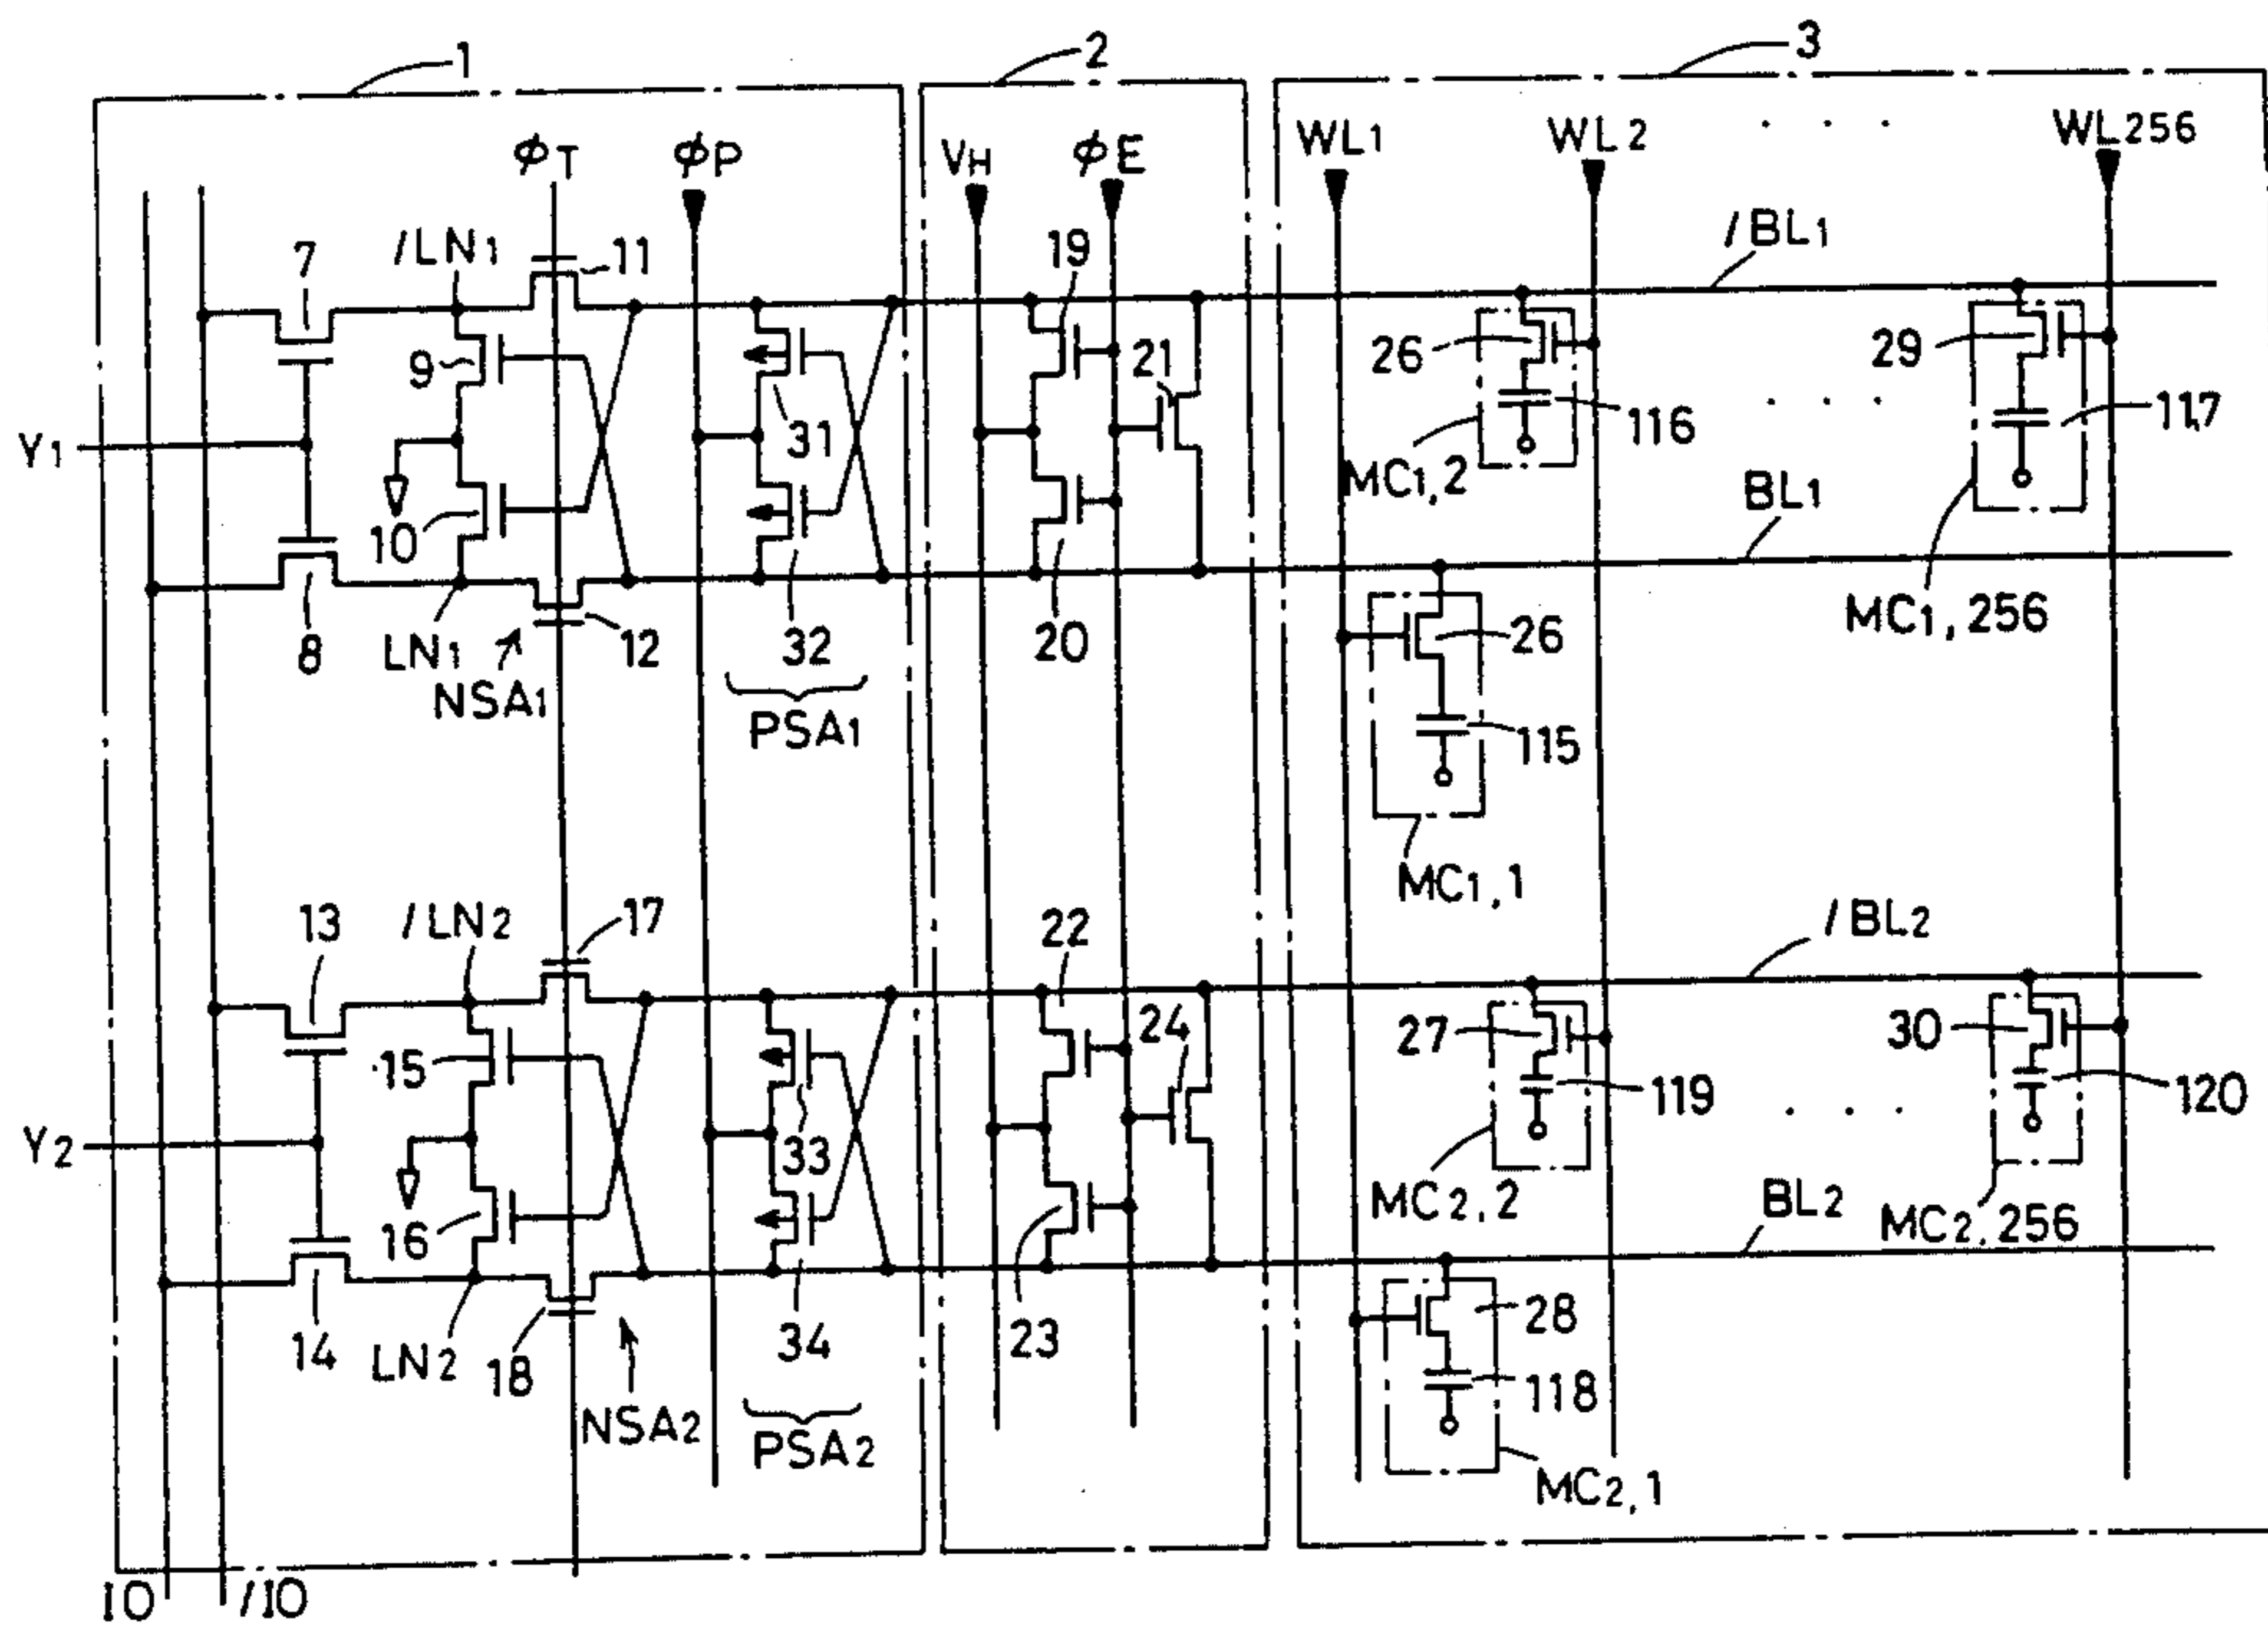 1
2
3
ϕT
ϕP
VH
ϕE
WL1
WL2
. . .
WL256
7
/LN1
11
19
/BL1
9
21
26
29
31
116
. . .
117
Y1
MC1,2
BL1
10
8
LN1
12
32
20
26
MC1,256
NSA1
PSA1
115
MC1,1
13
/LN2
17
22
/BL2
15
24
27
30
33
119
. . .
120
Y2
MC2,2
BL2
MC2,256
16
14
LN2
18
34
23
28
NSA2
118
PSA2
MC2,1
IO
/IO